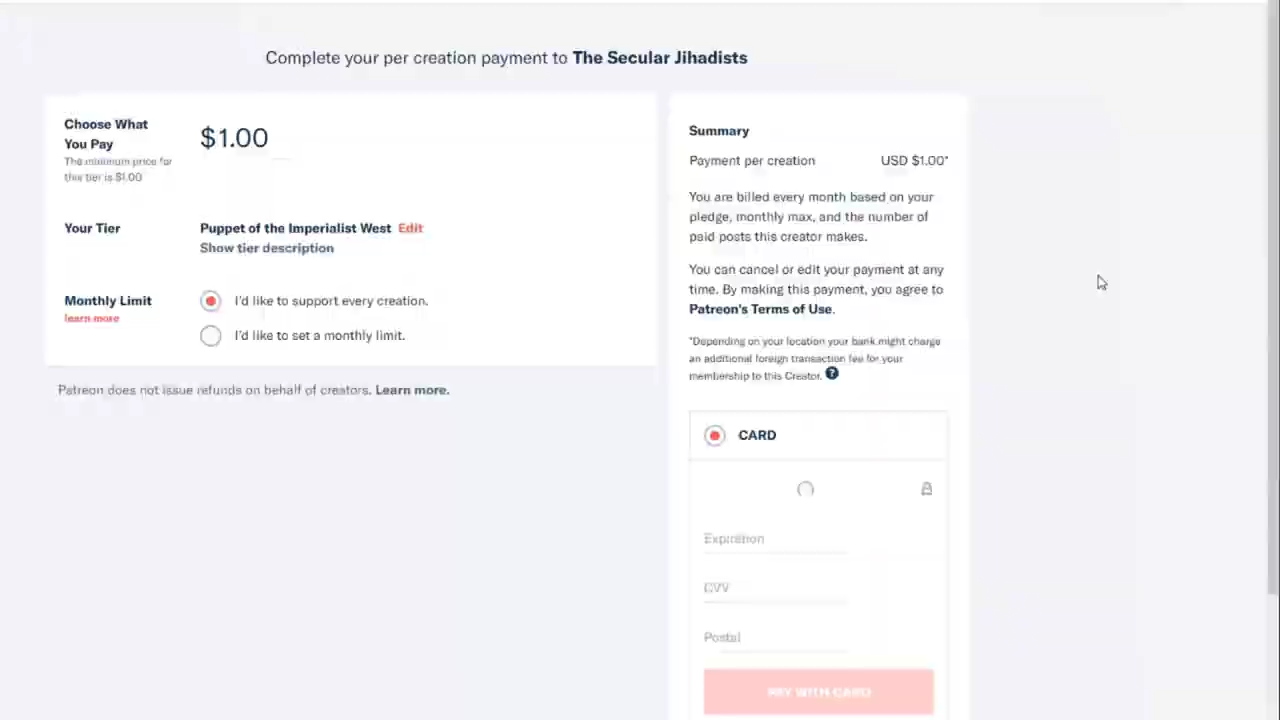 Complete your per creation payment to The Secular Jihadists
Choose What
You Pay
$1.00
The minimum price for
this tier is $1.00
Your Tier
Puppet of the Imperialist West Edit
Show tier description
Monthly Limit
learn more
I'd like to support every creation.
I'd like to set a monthly limit.
Patreon does not issue refunds on behalf of creators. Learn more.
Summary
Payment per creation USD $1.00*
You are billed every month based on your
pledge, monthly max, and the number of
paid posts this creator makes.
You can cancel or edit your payment at any
time. By making this payment, you agree to
Patreon's Terms of Use.
*Depending on your location your bank might charge
an additional foreign transaction fee for your
membership to this Creator. ?
CARD
Expiration
CVV
Postal
PAY WITH CARD